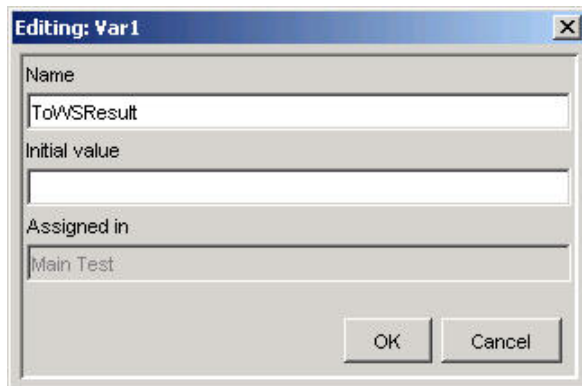 Editing: Var1
Name
ToWSResult
Initial value
Assigned in
Main Test
OK Cancel